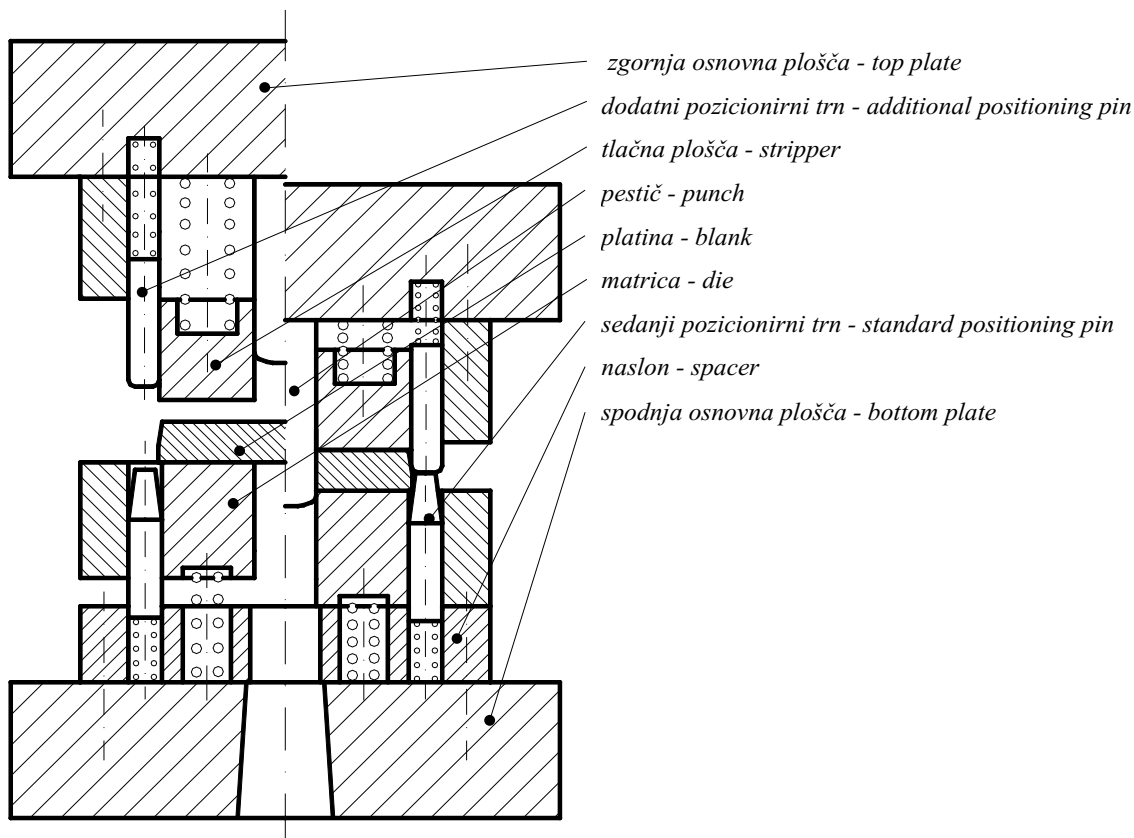 zgornja osnovna plošča - top plate
dodatni pozicionirni trn - additional positioning pin
tlačna plošča - stripper
pestič - punch
platina - blank
matrica - die
sedanji pozicionirni trn - standard positioning pin
naslon - spacer
spodnja osnovna plošča - bottom plate